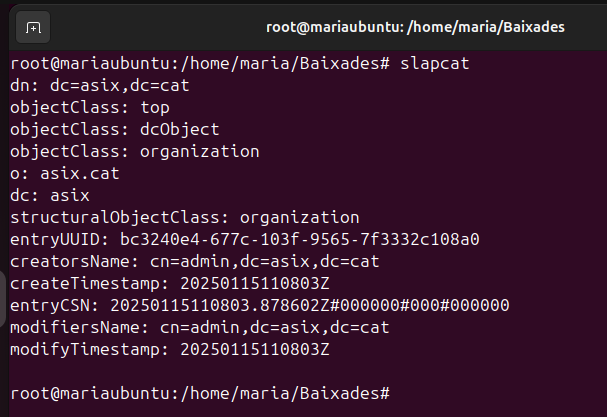 root@mariaubuntu: /home/maria/Baixades
root@mariaubuntu:/home/maria/Baixades# slapcat
dn: dc=asix,dc=cat
objectClass: top
objectClass: dcObject
objectClass: organization
o: asix.cat
dc: asix
structuralObjectClass: organization
entryUUID: bc3240e4-677c-103f-9565-7f3332c108a0
creatorsName: cn=admin,dc=asix,dc=cat
createTimestamp: 20250115110803Z
entryCSN: 20250115110803.878602Z#000000#000#000000
modifiersName: cn=admin,dc=asix,dc=cat
modifyTimestamp: 20250115110803Z
root@mariaubuntu:/home/maria/Baixades#